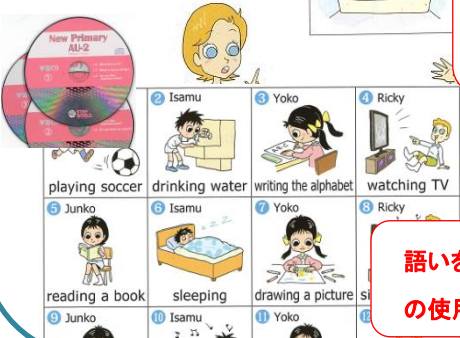 New Primary
AU-2
② Isamu
③ Yoko
④ Ricky
playing soccer
drinking water
writing the alphabet
watching TV
⑤ Junko
⑥ Isamu
⑦ Yoko
⑧ Ricky
zzz
reading a book
sleeping
drawing a picture
語い
の使
⑨ Junko
⑩ Isamu
⑪ Yoko